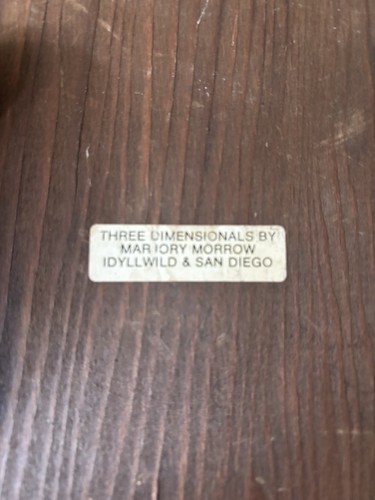 THREE DIMENSIONALS BY
MARJORY MORROW
IDYLLWILD & SAN DIEGO